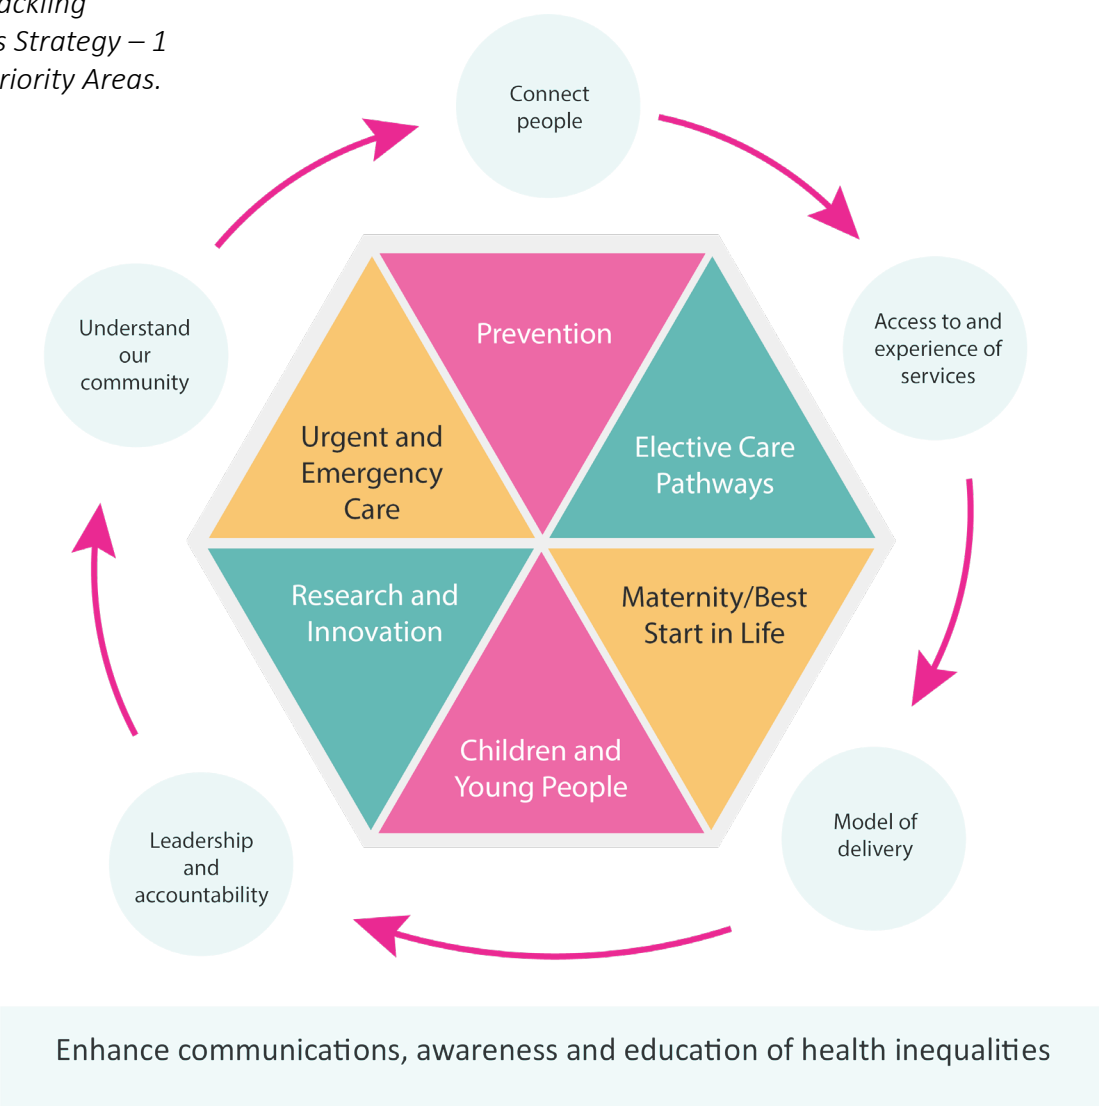 s Strategy – 1
riority Areas.
Connect
people
Access to and
experience of
services
Model of
delivery
Leadership
and
accountability
Understand
our
community
Prevention
Elective Care
Pathways
Maternity/Best
Start in Life
Children and
Young People
Research and
Innovation
Urgent and
Emergency
Care
Enhance communications, awareness and education of health inequalities